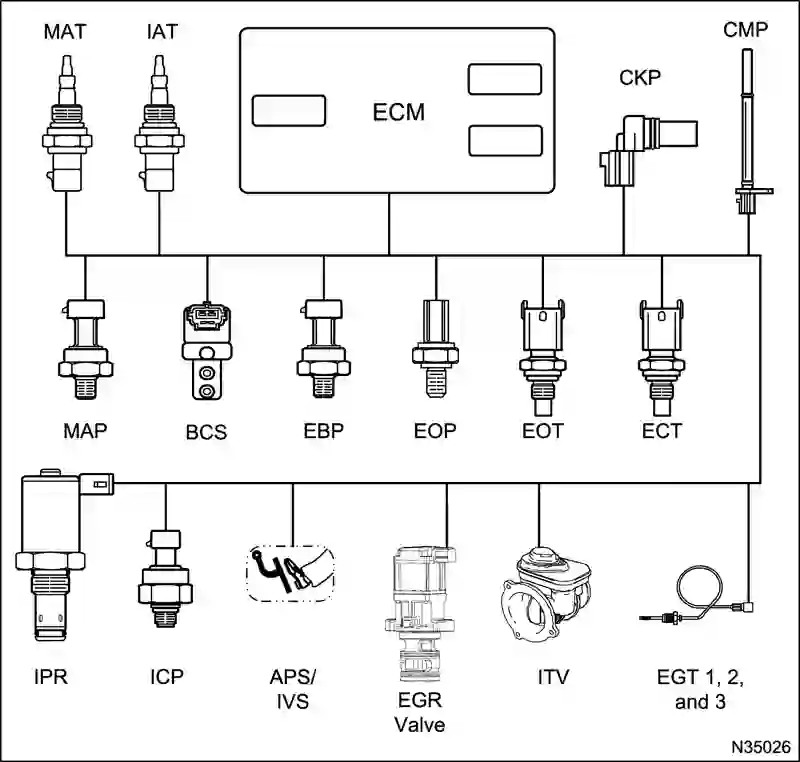 MAT
IAT
ECM
CKP
CMP
MAP
BCS
EBP
EOP
EOT
ECT
IPR
ICP
APS/
IVS
EGR
Valve
ITV
EGT 1, 2,
and 3
N35026